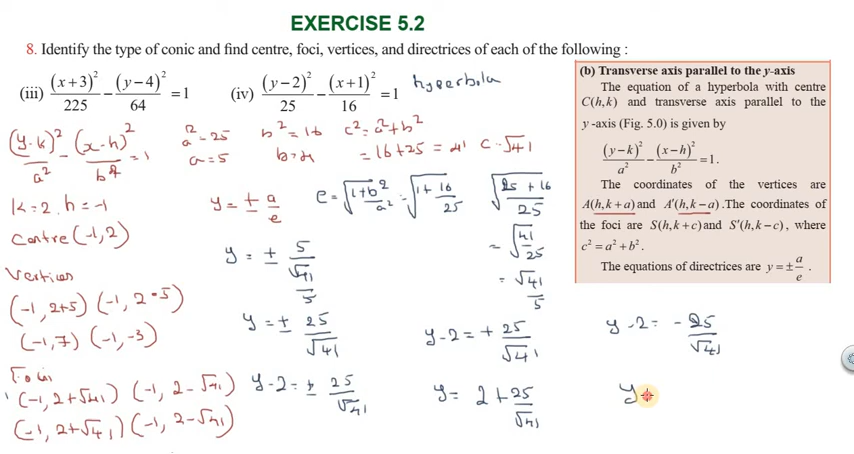 EXERCISE 5.2
8. Identify the type of conic and find centre, foci, vertices, and directrices of each of the following :
(iii) (x+3)²/225 − (y−4)²/64 = 1 (iv) (y−2)²/25 − (x+1)²/16 = 1 hyperbola
(y-k)²/a² − (x-h)²/b² = 1
a² = 25
a = 5
b² = 16
b = 4
c² = a² + b²
= 16 + 25 = 41 c = √41
k = 2, h = -1
Centre (-1, 2)
Vertices
(-1, 2+5) (-1, 2-5)
(-1, 7) (-1, -3)
Foci
(-1, 2+√41) (-1, 2-√41)
(-1, 2+√41) (-1, 2-√41)
y = ± a/e
y = ± 5/(√41/5)
y = ± 25/√41
y - 2 = ± 25/√41
e = √(1+b²/a²) = √(1+16/25) √((25+16)/25)
= √(41/25)
= √41/5
y - 2 = + 25/√41
y = 2 + 25/√41
y - 2 = - 25/√41
y
(b) Transverse axis parallel to the y-axis
The equation of a hyperbola with centre
C(h,k) and transverse axis parallel to the
y-axis (Fig. 5.0) is given by
(y−k)²/a² − (x−h)²/b² = 1.
The coordinates of the vertices are
A(h,k+a) and A′(h,k−a).The coordinates of
the foci are S(h,k+c) and S′(h,k−c), where
c² = a² + b².
The equations of directrices are y = ± a/e .